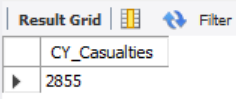 Result Grid Filter
CY_Casualties
2855